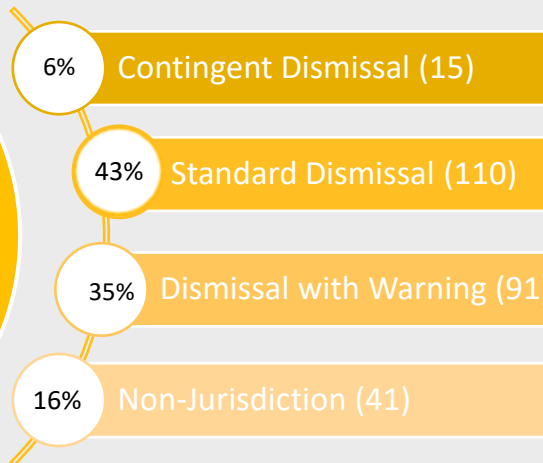 6% Contingent Dismissal (15)
43% Standard Dismissal (110)
35% Dismissal with Warning (91
16% Non-Jurisdiction (41)